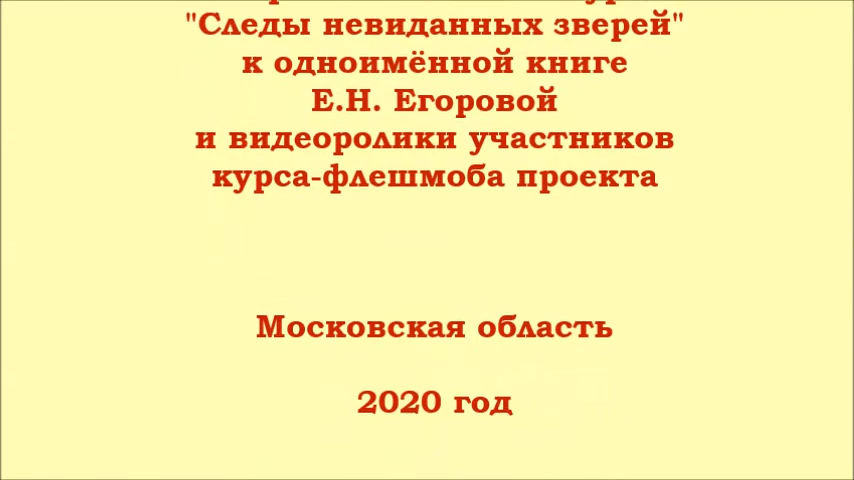 "Следы невиданных зверей"
к одноимённой книге
Е.Н. Егоровой
и видеоролики участников
курса-флешмоба проекта
Московская область
2020 год